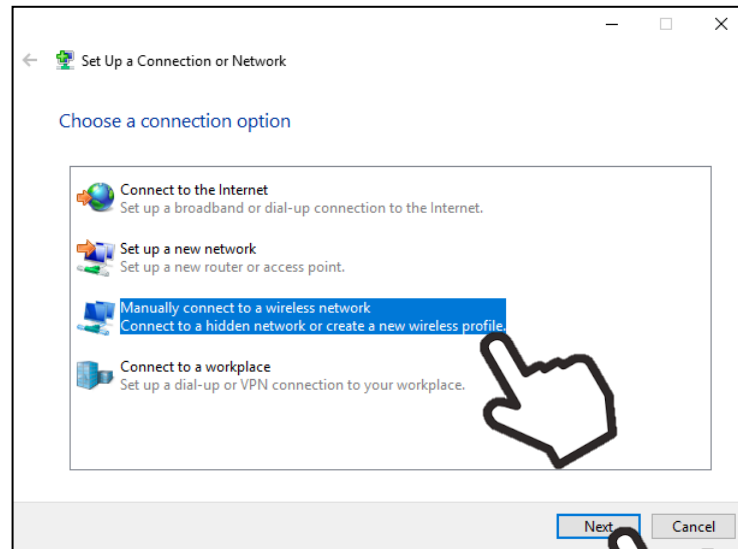 Set Up a Connection or Network
Choose a connection option
Connect to the Internet
Set up a broadband or dial-up connection to the Internet.
Set up a new network
Set up a new router or access point.
Manually connect to a wireless network
Connect to a hidden network or create a new wireless profile.
Connect to a workplace
Set up a dial-up or VPN connection to your workplace.
Next Cancel